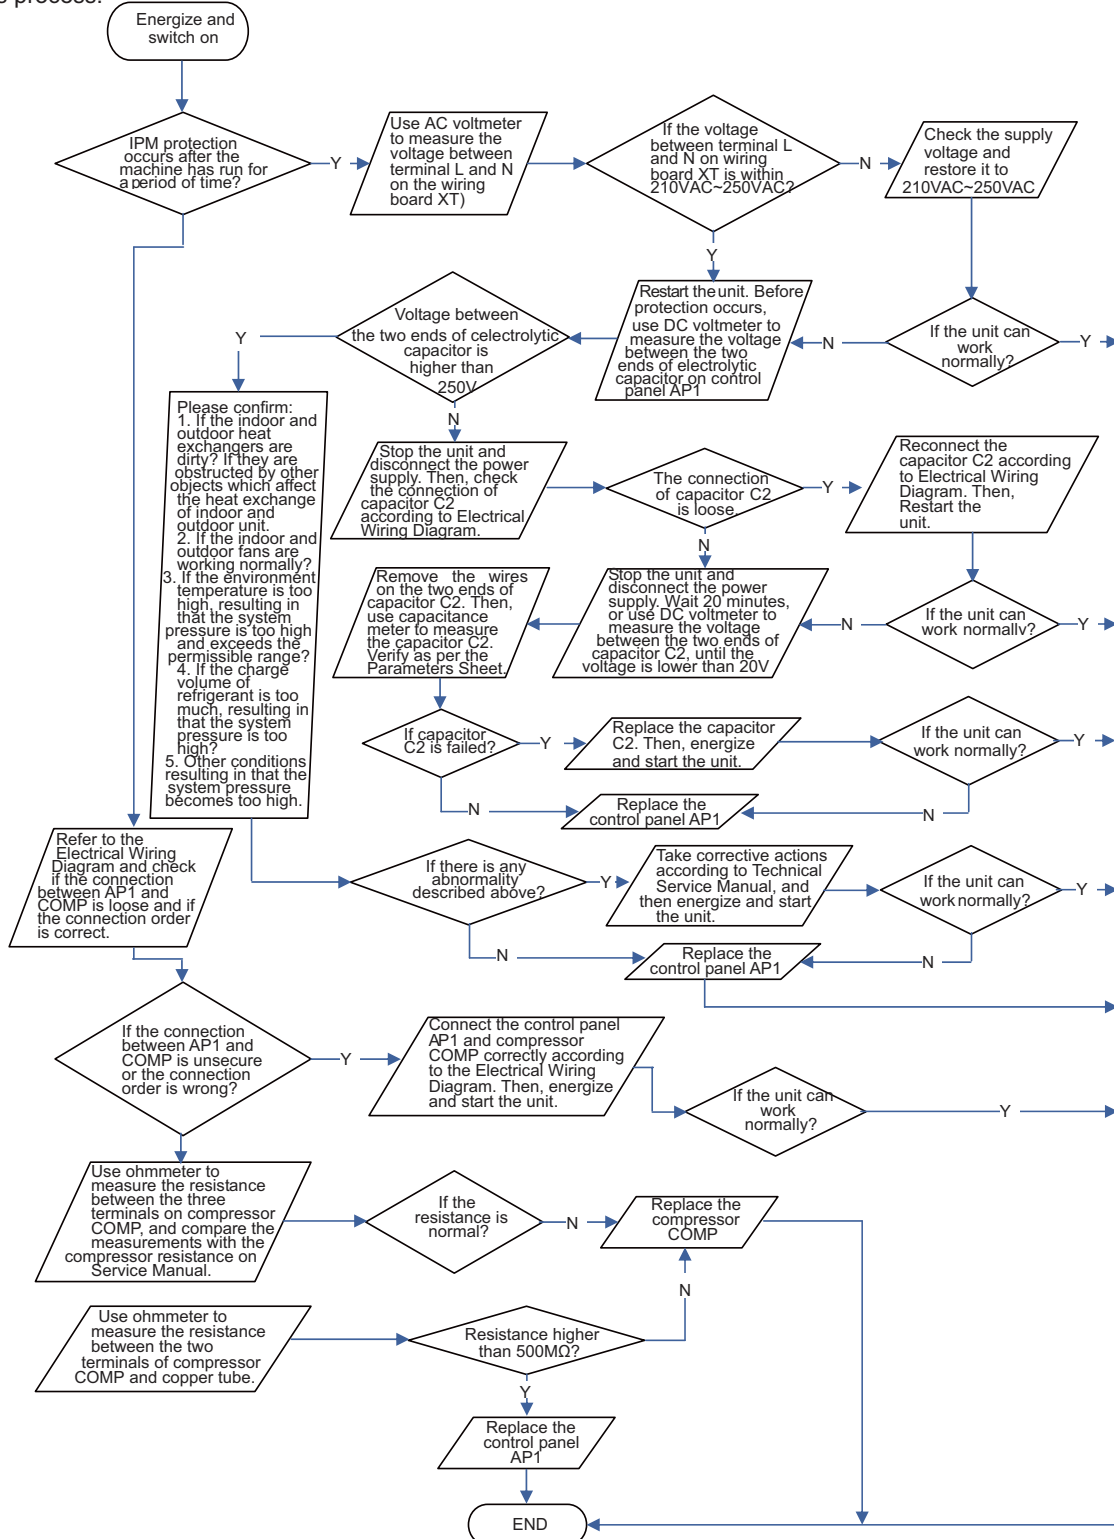 s process.
Energize and
switch on
IPM protection
occurs after the
machine has run for
a period of time?
Y
Use AC voltmeter
to measure the
voltage between
terminal L and N
on the wiring
board XT)
If the voltage
between terminal L
and N on wiring
board XT is within
210VAC~250VAC?
N
Check the supply
voltage and
restore it to
210VAC~250VAC
Y
If the unit can
work
normally?
Y
N
Restart the unit. Before
protection occurs,
use DC voltmeter to
measure the voltage
between the two
ends of electrolytic
capacitor on control
panel AP1
Voltage between
the two ends of celectrolytic
capacitor is
higher than
250V
Y
N
Please confirm:
1. If the indoor and
outdoor heat
exchangers are
dirty? If they are
obstructed by other
objects which affect
the heat exchange
of indoor and
outdoor unit.
2. If the indoor and
outdoor fans are
working normally?
3. If the environment
temperature is too
high, resulting in
that the system
pressure is too high
and exceeds the
permissible range?
4. If the charge
volume of
refrigerant is too
much, resulting in
that the system
pressure is too
high?
5. Other conditions
resulting in that the
system pressure
becomes too high.
Stop the unit and
disconnect the power
supply. Then, check
the connection of
capacitor C2
according to Electrical
Wiring Diagram.
The connection
of capacitor C2
is loose.
Y
Reconnect the
capacitor C2 according
to Electrical Wiring
Diagram. Then,
Restart the
unit.
N
If the unit can
work normally?
Y
N
Stop the unit and
disconnect the power
supply. Wait 20 minutes,
or use DC voltmeter to
measure the voltage
between the two ends of
capacitor C2, until the
voltage is lower than 20V
Remove the wires
on the two ends of
capacitor C2. Then,
use capacitance
meter to measure
the capacitor C2.
Verify as per the
Parameters Sheet.
If capacitor
C2 is failed?
Y
Replace the capacitor
C2. Then, energize
and start the unit.
If the unit can
work normally?
Y
N
N
Replace the
control panel AP1
Refer to the
Electrical Wiring
Diagram and check
if the connection
between AP1 and
COMP is loose and if
the connection order
is correct.
If there is any
abnormality
described above?
Y
Take corrective actions
according to Technical
Service Manual, and
then energize and start
the unit.
If the unit can
work normally?
Y
N
N
Replace the
control panel AP1
If the connection
between AP1 and
COMP is unsecure
or the connection
order is wrong?
Y
Connect the control panel
AP1 and compressor
COMP correctly according
to the Electrical Wiring
Diagram. Then, energize
and start the unit.
If the unit can
work
normally?
Y
Use ohmmeter to
measure the resistance
between the three
terminals on compressor
COMP, and compare the
measurements with the
compressor resistance on
Service Manual.
If the
resistance is
normal?
N
Replace the
compressor
COMP
N
Use ohmmeter to
measure the resistance
between the two
terminals of compressor
COMP and copper tube.
Resistance higher
than 500MΩ?
Y
Replace the
control panel
AP1
END